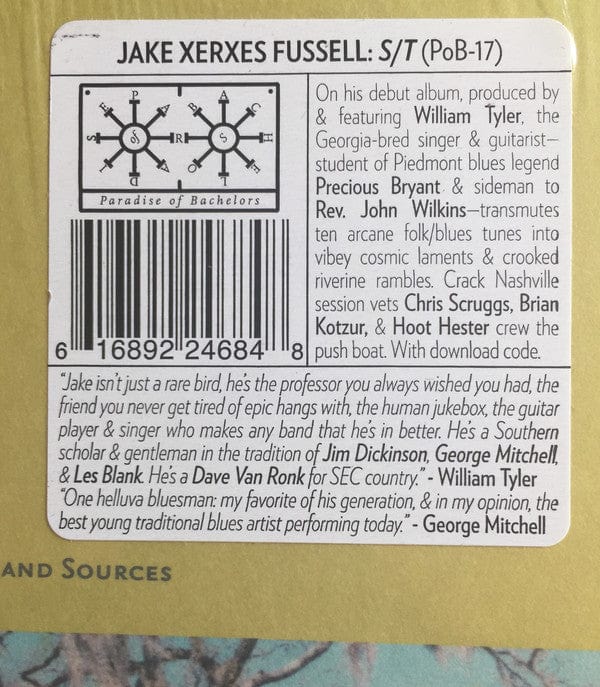 JAKE XERXES FUSSELL: S/T (PoB-17)
Paradise of Bachelors
6 16892 24684 8
On his debut album, produced by
& featuring William Tyler, the
Georgia-bred singer & guitarist—
student of Piedmont blues legend
Precious Bryant & sideman to
Rev. John Wilkins—transmutes
ten arcane folk/blues tunes into
vibey cosmic laments & crooked
riverine rambles. Crack Nashville
session vets Chris Scruggs, Brian
Kotzur, & Hoot Hester crew the
push boat. With download code.
"Jake isn't just a rare bird, he's the professor you always wished you had, the
friend you never get tired of epic hangs with, the human jukebox, the guitar
player & singer who makes any band that he's in better. He's a Southern
scholar & gentleman in the tradition of Jim Dickinson, George Mitchell,
& Les Blank. He's a Dave Van Ronk for SEC country." - William Tyler
"One helluva bluesman: my favorite of his generation, & in my opinion, the
best young traditional blues artist performing today." - George Mitchell
AND SOURCES